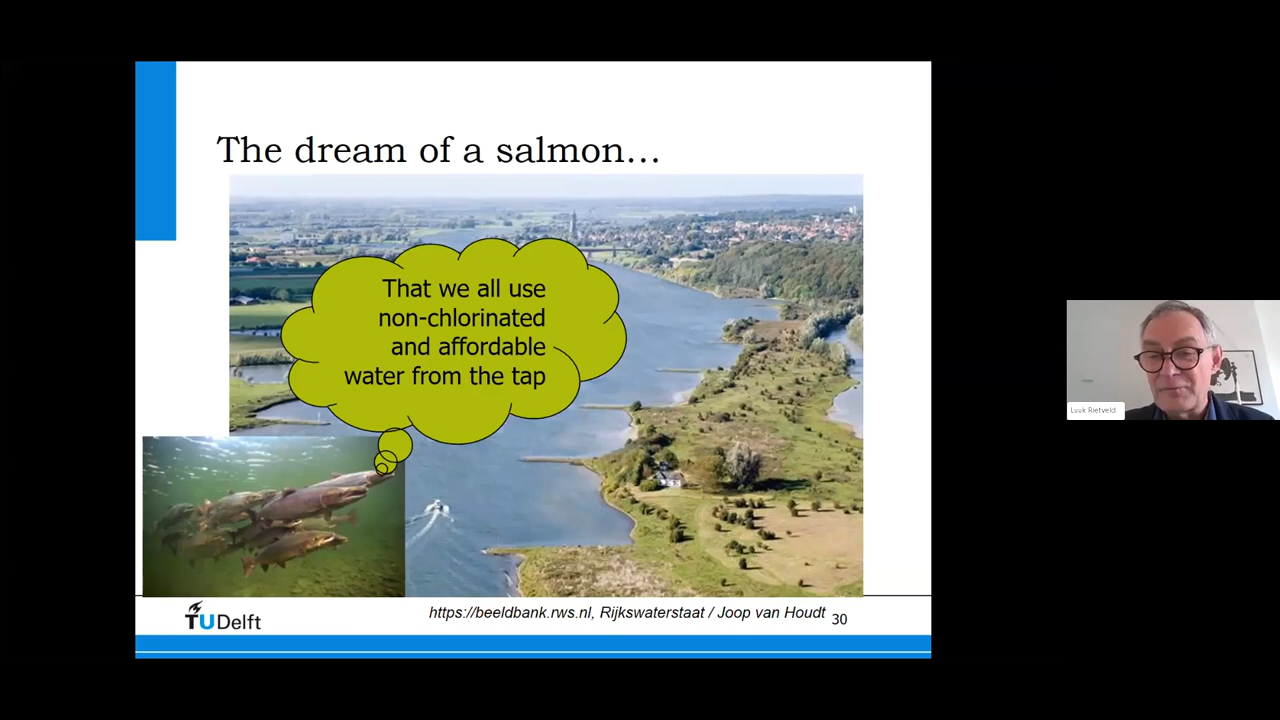 The dream of a salmon...
That we all use
non-chlorinated
and affordable
water from the tap
Luuk Rietveld
https://beeldbank.rws.nl, Rijkswaterstaat / Joop van Houdt
30
TUDelft